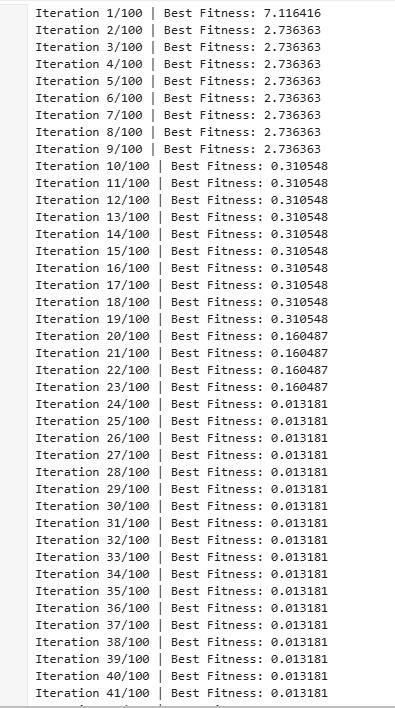 Iteration 1/100 | Best Fitness: 7.116416
Iteration 2/100 | Best Fitness: 2.736363
Iteration 3/100 | Best Fitness: 2.736363
Iteration 4/100 | Best Fitness: 2.736363
Iteration 5/100 | Best Fitness: 2.736363
Iteration 6/100 | Best Fitness: 2.736363
Iteration 7/100 | Best Fitness: 2.736363
Iteration 8/100 | Best Fitness: 2.736363
Iteration 9/100 | Best Fitness: 2.736363
Iteration 10/100 | Best Fitness: 0.310548
Iteration 11/100 | Best Fitness: 0.310548
Iteration 12/100 | Best Fitness: 0.310548
Iteration 13/100 | Best Fitness: 0.310548
Iteration 14/100 | Best Fitness: 0.310548
Iteration 15/100 | Best Fitness: 0.310548
Iteration 16/100 | Best Fitness: 0.310548
Iteration 17/100 | Best Fitness: 0.310548
Iteration 18/100 | Best Fitness: 0.310548
Iteration 19/100 | Best Fitness: 0.310548
Iteration 20/100 | Best Fitness: 0.160487
Iteration 21/100 | Best Fitness: 0.160487
Iteration 22/100 | Best Fitness: 0.160487
Iteration 23/100 | Best Fitness: 0.160487
Iteration 24/100 | Best Fitness: 0.013181
Iteration 25/100 | Best Fitness: 0.013181
Iteration 26/100 | Best Fitness: 0.013181
Iteration 27/100 | Best Fitness: 0.013181
Iteration 28/100 | Best Fitness: 0.013181
Iteration 29/100 | Best Fitness: 0.013181
Iteration 30/100 | Best Fitness: 0.013181
Iteration 31/100 | Best Fitness: 0.013181
Iteration 32/100 | Best Fitness: 0.013181
Iteration 33/100 | Best Fitness: 0.013181
Iteration 34/100 | Best Fitness: 0.013181
Iteration 35/100 | Best Fitness: 0.013181
Iteration 36/100 | Best Fitness: 0.013181
Iteration 37/100 | Best Fitness: 0.013181
Iteration 38/100 | Best Fitness: 0.013181
Iteration 39/100 | Best Fitness: 0.013181
Iteration 40/100 | Best Fitness: 0.013181
Iteration 41/100 | Best Fitness: 0.013181